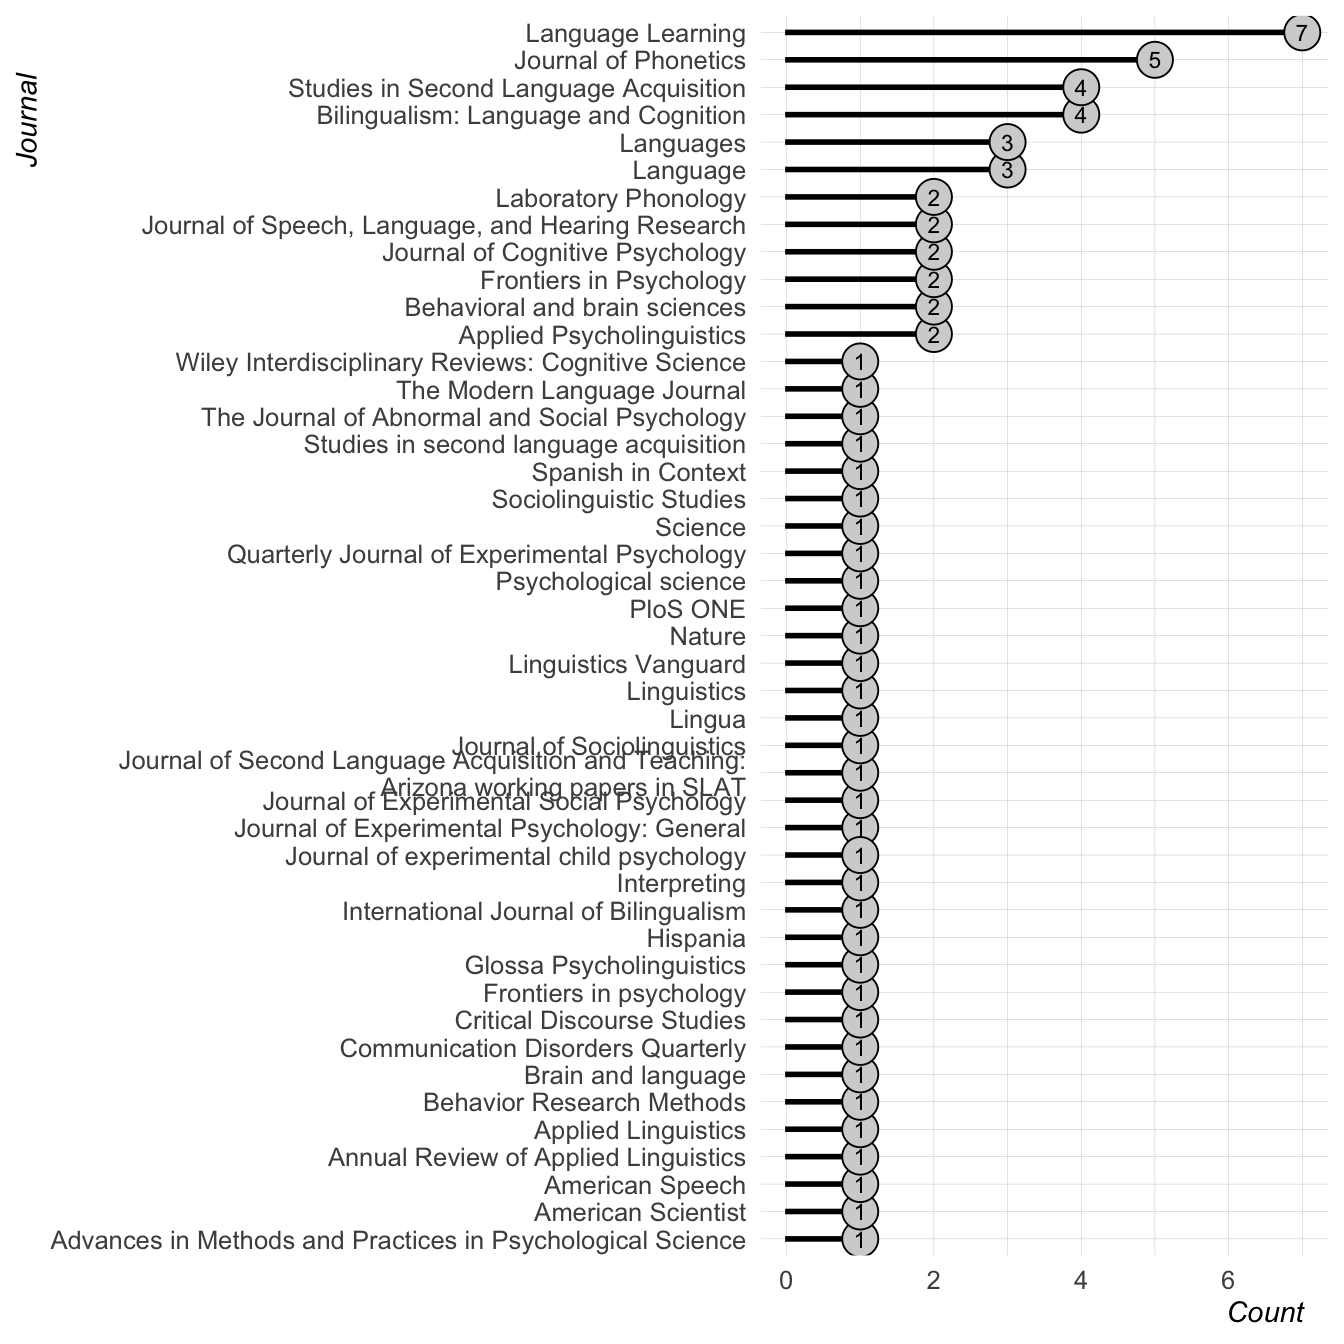 Journal
Language Learning 7
Journal of Phonetics 5
Studies in Second Language Acquisition 4
Bilingualism: Language and Cognition 4
Languages 3
Language 3
Laboratory Phonology 2
Journal of Speech, Language, and Hearing Research 2
Journal of Cognitive Psychology 2
Frontiers in Psychology 2
Behavioral and brain sciences 2
Applied Psycholinguistics 2
Wiley Interdisciplinary Reviews: Cognitive Science 1
The Modern Language Journal 1
The Journal of Abnormal and Social Psychology 1
Studies in second language acquisition 1
Spanish in Context 1
Sociolinguistic Studies 1
Science 1
Quarterly Journal of Experimental Psychology 1
Psychological science 1
PloS ONE 1
Nature 1
Linguistics Vanguard 1
Linguistics 1
Lingua 1
Journal of Sociolinguistics 1
Journal of Second Language Acquisition and Teaching:
Arizona working papers in SLAT 1
Journal of Experimental Social Psychology 1
Journal of Experimental Psychology: General 1
Journal of experimental child psychology 1
Interpreting 1
International Journal of Bilingualism 1
Hispania 1
Glossa Psycholinguistics 1
Frontiers in psychology 1
Critical Discourse Studies 1
Communication Disorders Quarterly 1
Brain and language 1
Behavior Research Methods 1
Applied Linguistics 1
Annual Review of Applied Linguistics 1
American Speech 1
American Scientist 1
Advances in Methods and Practices in Psychological Science 1
0 2 4 6
Count